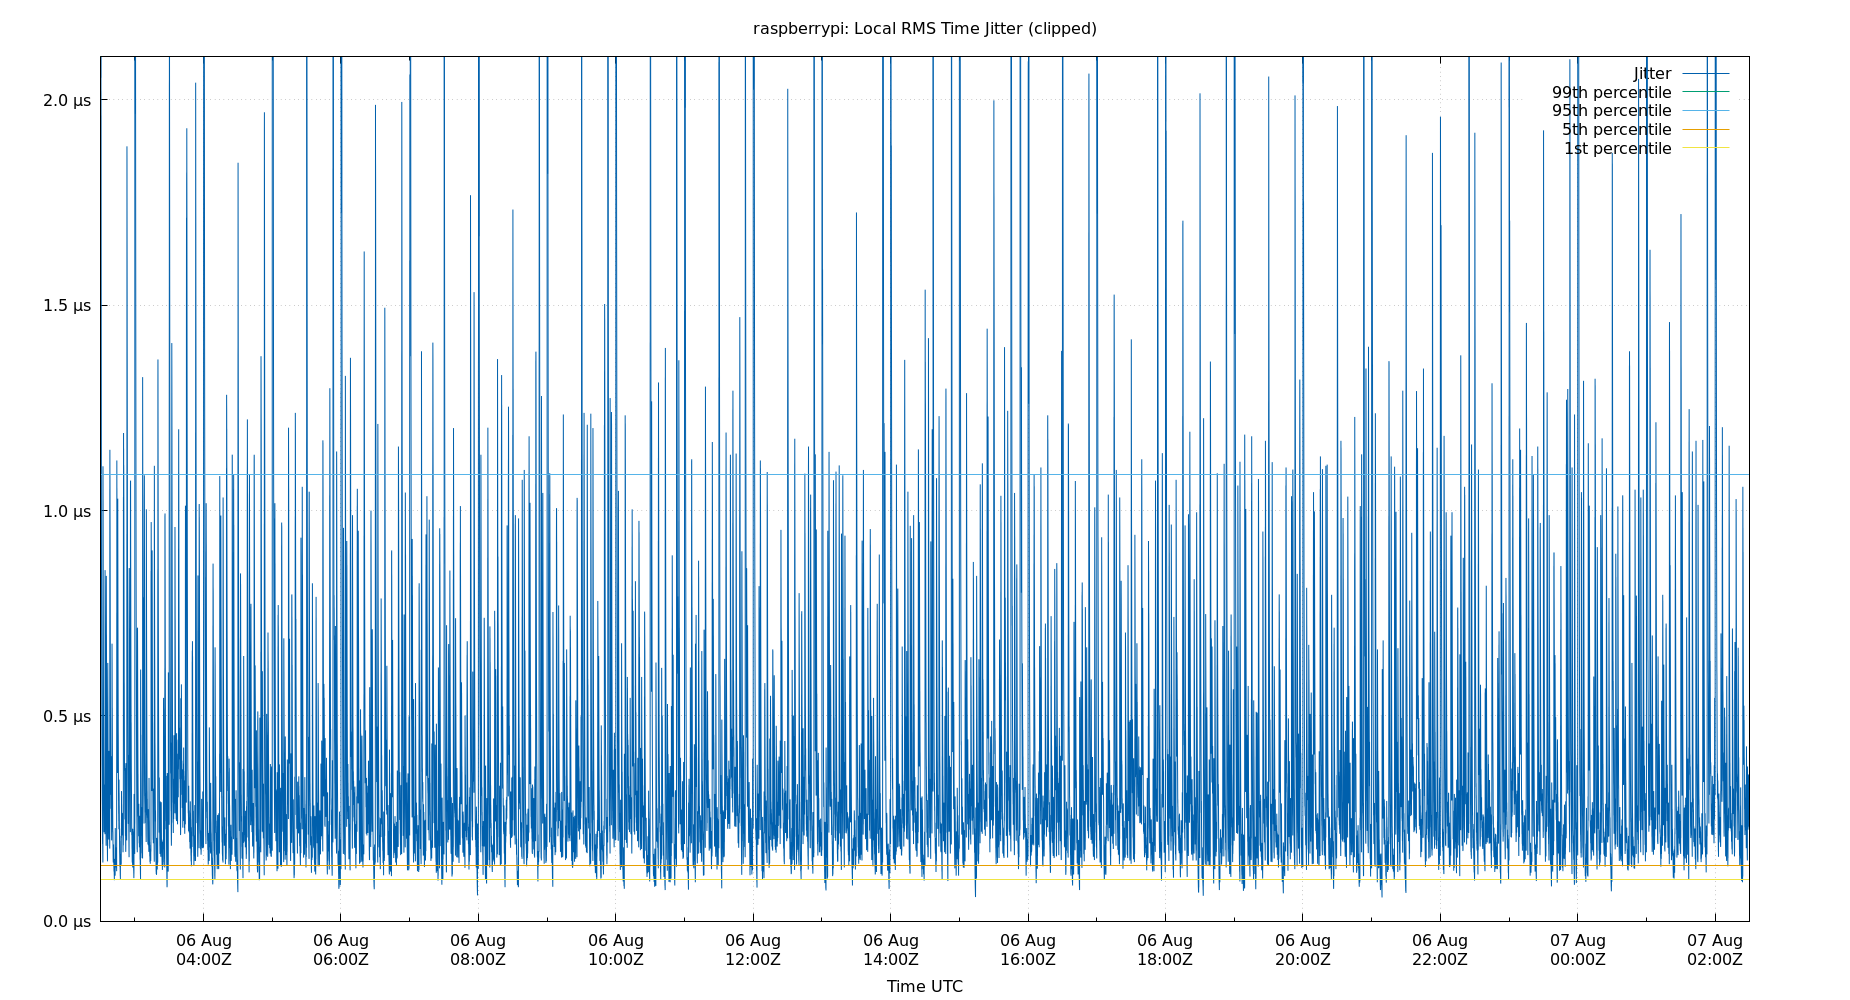 raspberrypi: Local RMS Time Jitter (clipped)
Jitter
99th percentile
95th percentile
5th percentile
1st percentile
2.0 µs
1.5 µs
1.0 µs
0.5 µs
0.0 µs
06 Aug 06 Aug 06 Aug 06 Aug 06 Aug 06 Aug 06 Aug 06 Aug 06 Aug 06 Aug 07 Aug 07 Aug
04:00Z 06:00Z 08:00Z 10:00Z 12:00Z 14:00Z 16:00Z 18:00Z 20:00Z 22:00Z 00:00Z 02:00Z
Time UTC